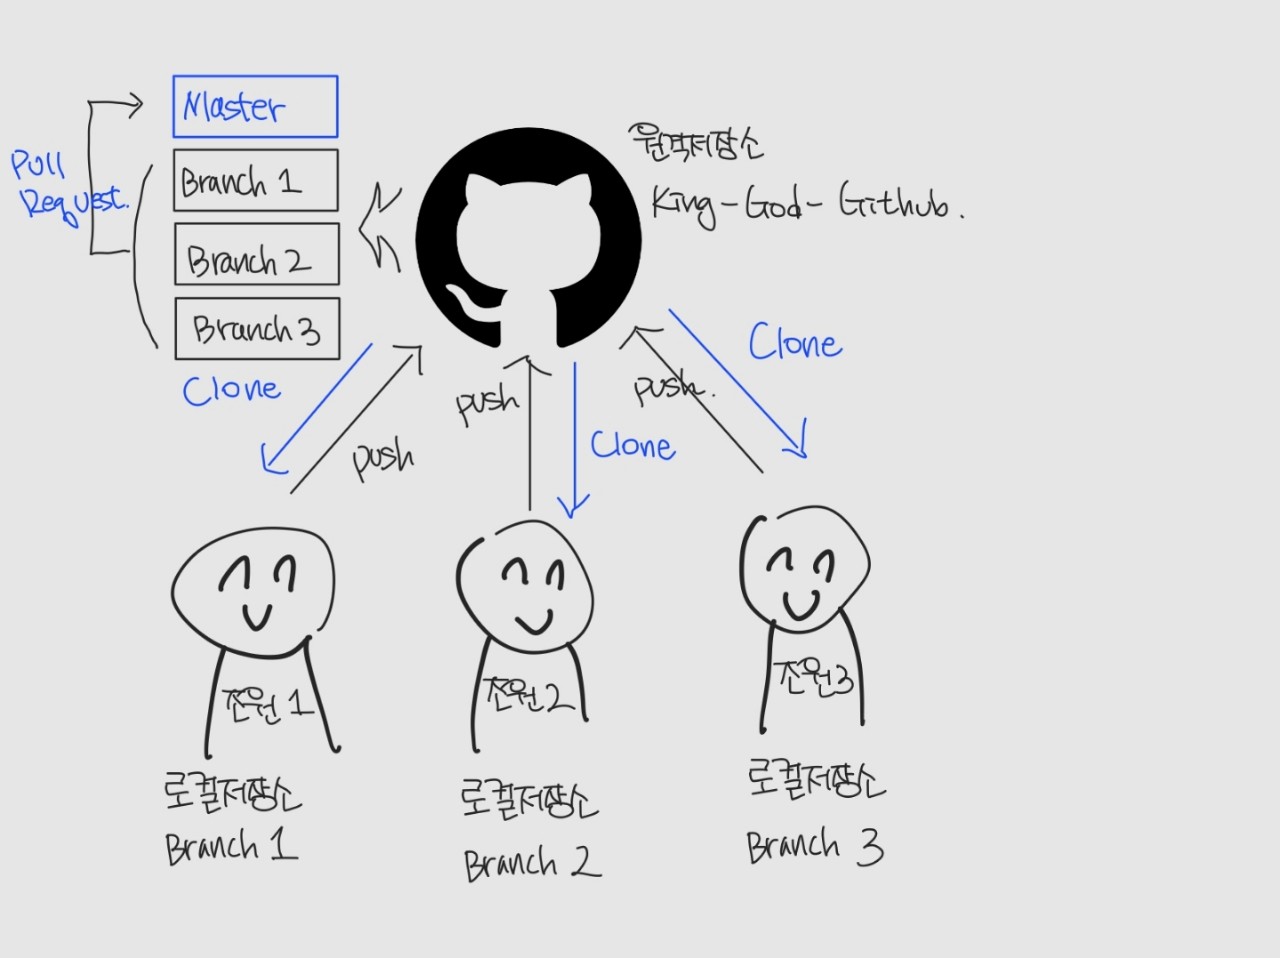 Master
Pull
Request.
Branch 1
Branch 2
Branch 3
원격저장소
King-God-Github.
Clone
push
push
Clone
push.
Clone
조원 1
조원 2
조원3
로컬저장소
Branch 1
로컬저장소
Branch 2
로컬저장소
Branch 3